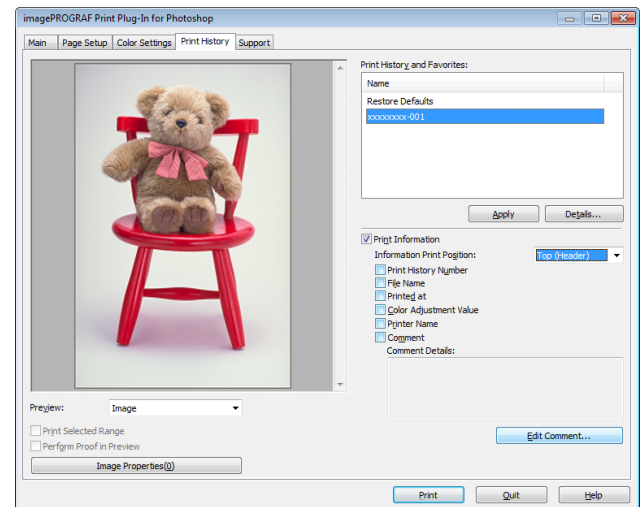 imagePROGRAF Print Plug-In for Photoshop
Main Page Setup Color Settings Print History Support
Print History and Favorites:
Name
Restore Defaults
xxxxxxxx-001
Apply Details...
Print Information
Information Print Position: Top (Header)
Print History Number
File Name
Printed at
Color Adjustment Value
Printer Name
Comment
Comment Details:
Preview: Image
Print Selected Range
Perform Proof in Preview
Edit Comment...
Image Properties(0)
Print Quit Help